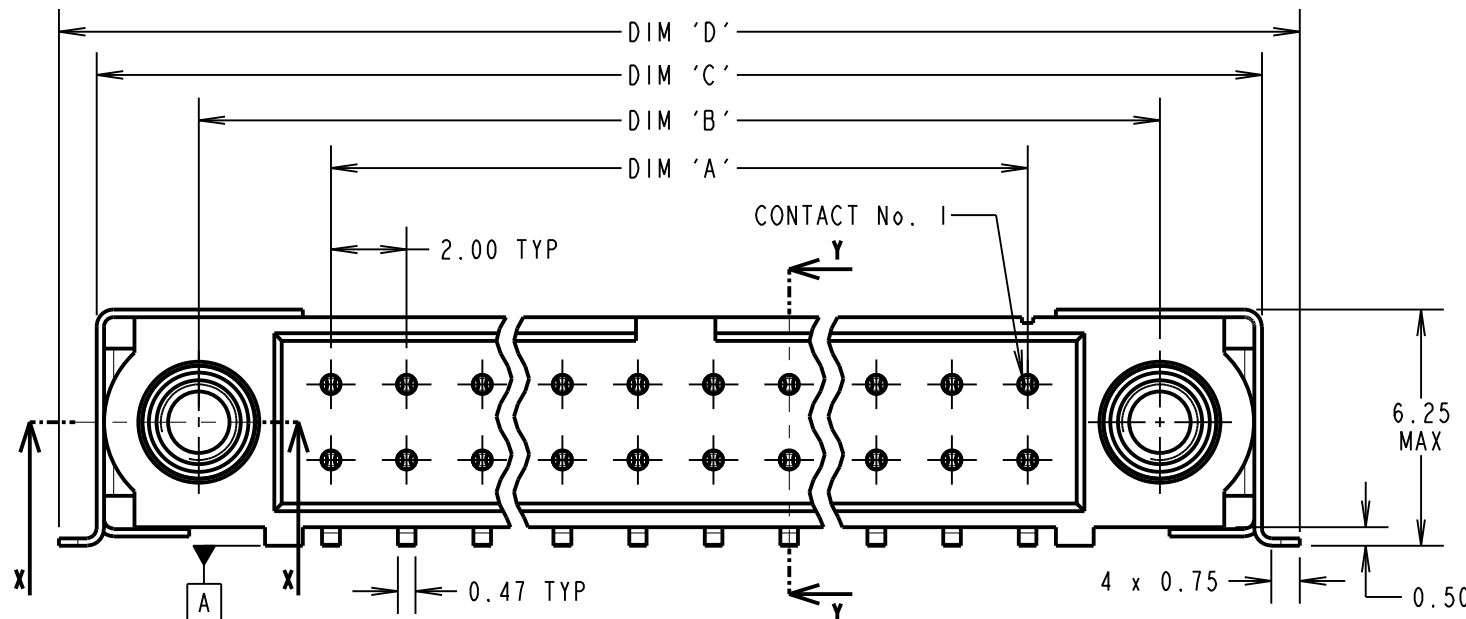 DIM 'D'
DIM 'C'
DIM 'B'
DIM 'A'
CONTACT No. 1
2.00 TYP
Y
6.25
MAX
X
X
A
0.47 TYP
Y
4 x 0.75
0.50